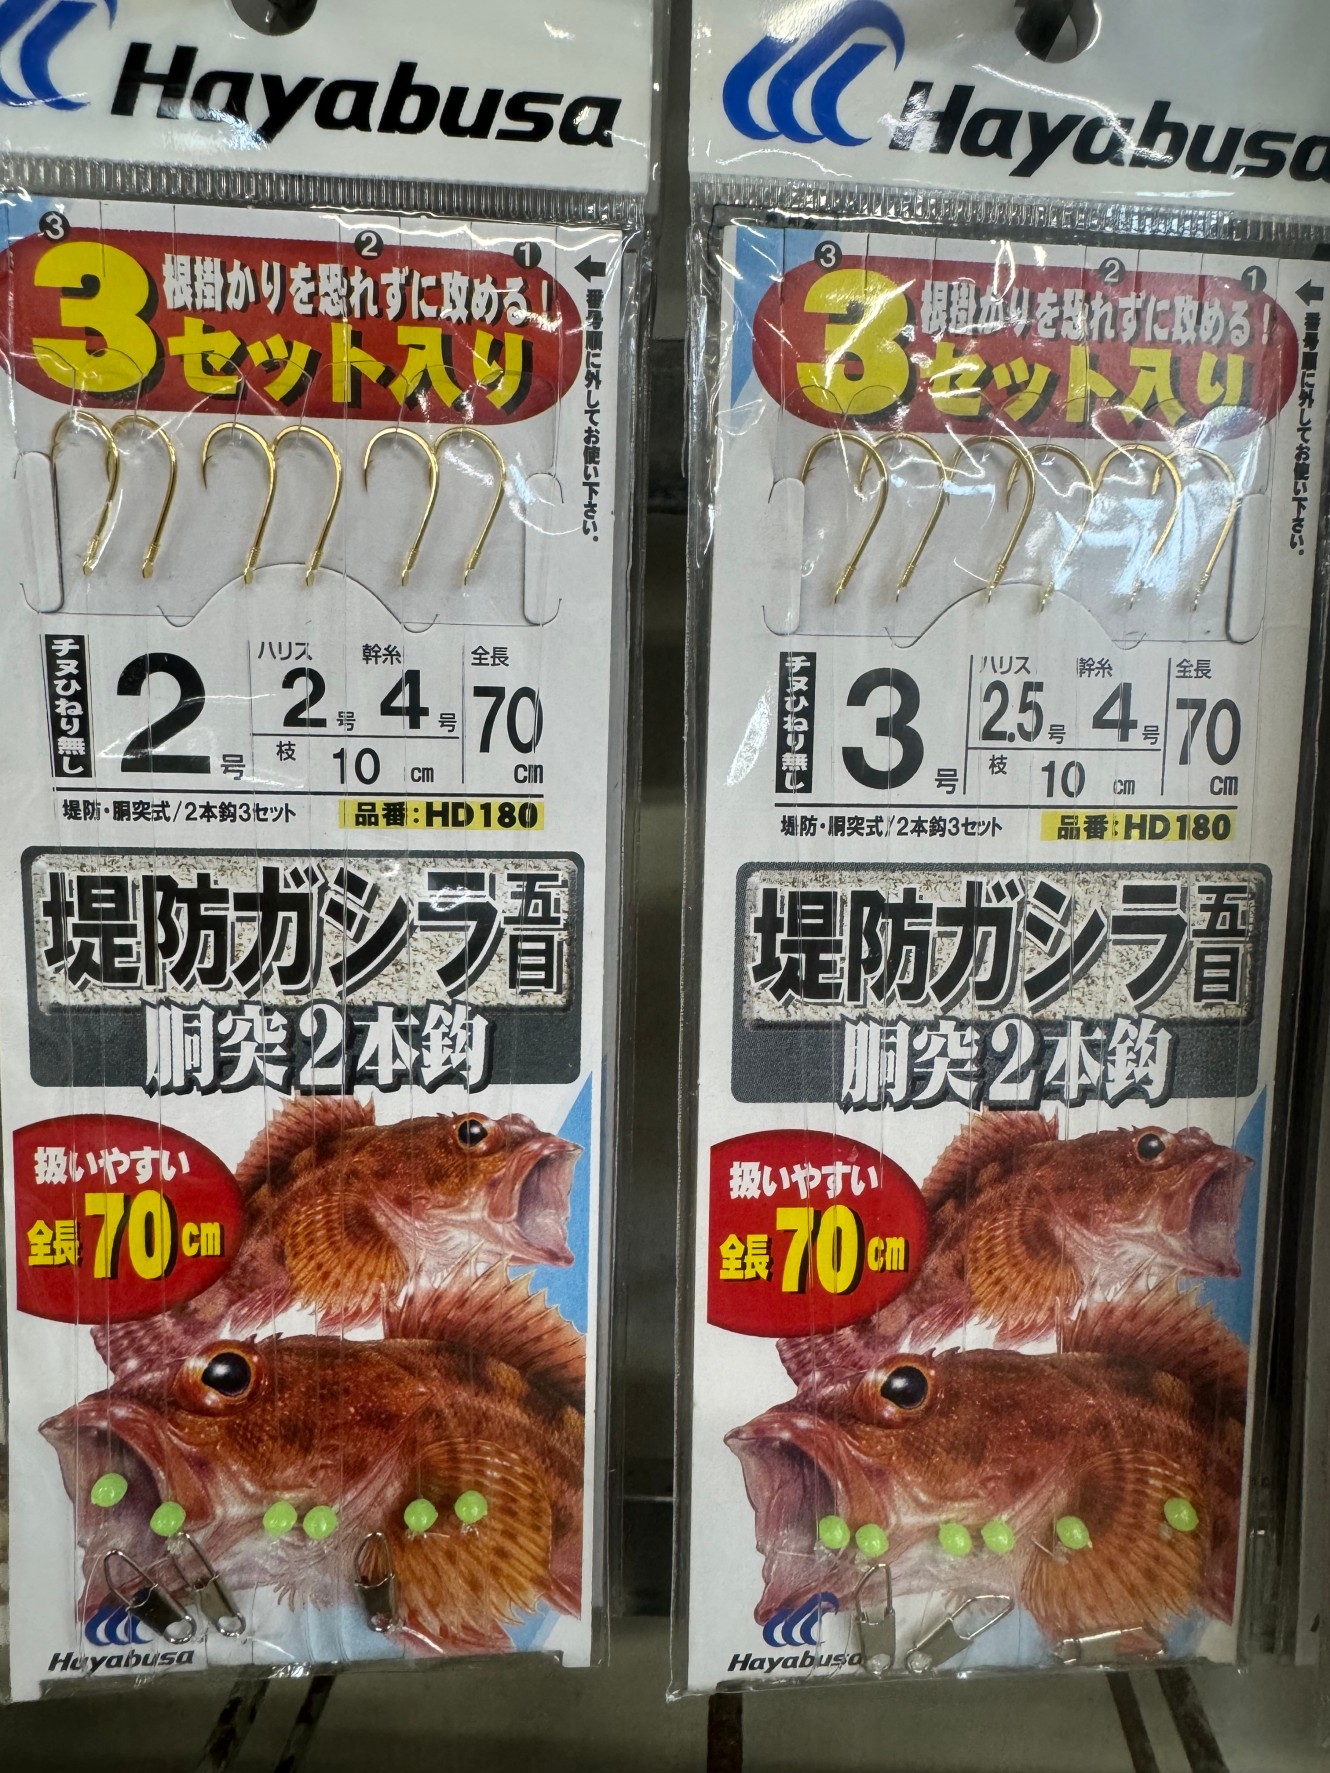 Hayabusa
3 2 1
根掛かりを恐れずに攻める!
3セット入り
←番号順に外してお使い下さい。
チヌひねり無し
2号
ハリス 2号
幹糸 4号
全長 70cm
枝 10cm
堤防・胴突式/2本鈎3セット
品番:HD180
堤防ガシラ五目
胴突2本鈎
扱いやすい
全長70cm
Hayabusa
Hayabusa
3 2 1
根掛かりを恐れずに攻める!
3セット入り
←番号順に外してお使い下さい。
チヌひねり無し
3号
ハリス 2.5号
幹糸 4号
全長 70cm
枝 10cm
堤防・胴突式/2本鈎3セット
品番:HD180
堤防ガシラ五目
胴突2本鈎
扱いやすい
全長70cm
Hayabusa